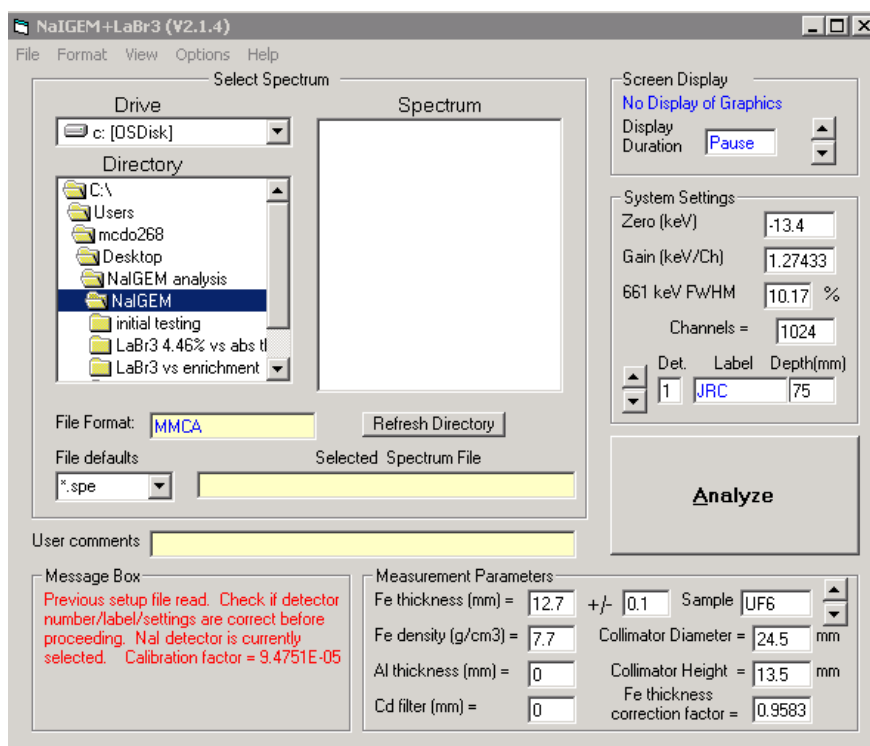 NaIGEM+LaBr3 (V2.1.4)
File Format View Options Help
Select Spectrum
Drive
c: [OSDisk]
Directory
C:\
Users
mcdo268
Desktop
NaIGEM analysis
NaIGEM
initial testing
LaBr3 4.46% vs abs tl
LaBr3 vs enrichment
Spectrum
File Format: MMCA
Refresh Directory
File defaults
*.spe
Selected Spectrum File
User comments
Screen Display
No Display of Graphics
Display
Duration Pause
System Settings
Zero (keV) -13.4
Gain (keV/Ch) 1.27433
661 keV FWHM 10.17 %
Channels = 1024
Det. Label Depth(mm)
1 JRC 75
Analyze
Message Box
Previous setup file read. Check if detector
number/label/settings are correct before
proceeding. NaI detector is currently
selected. Calibration factor = 9.4751E-05
Measurement Parameters
Fe thickness (mm) = 12.7 +/- 0.1 Sample UF6
Fe density (g/cm3) = 7.7 Collimator Diameter = 24.5 mm
Al thickness (mm) = 0 Collimator Height = 13.5 mm
Cd filter (mm) = 0 Fe thickness
correction factor = 0.9583